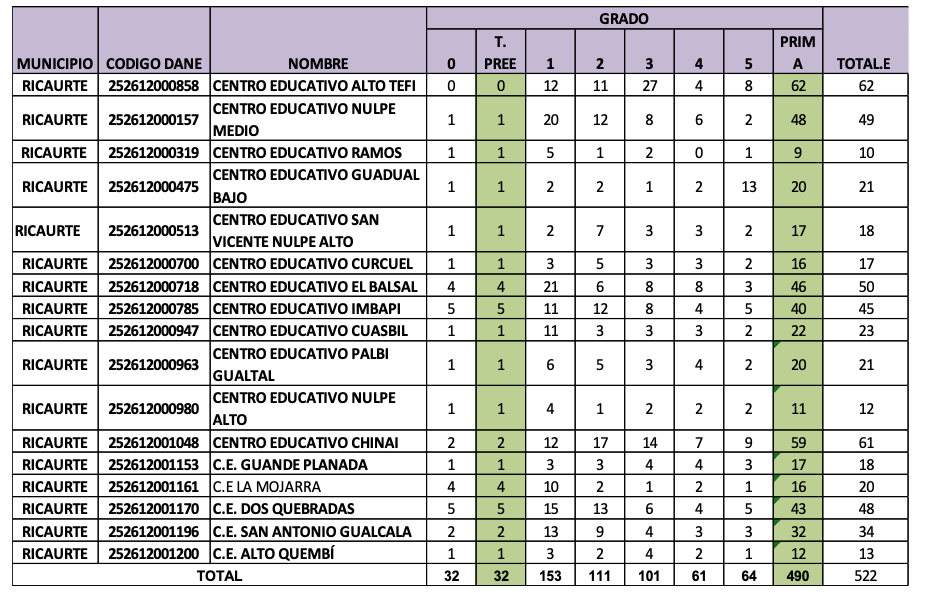 GRADO
MUNICIPIO CODIGO DANE NOMBRE 0 T. PREE 1 2 3 4 5 PRIM A TOTAL.E
RICAURTE 252612000858 CENTRO EDUCATIVO ALTO TEFI 0 0 12 11 27 4 8 62 62
RICAURTE 252612000157 CENTRO EDUCATIVO NULPE MEDIO 1 1 20 12 8 6 2 48 49
RICAURTE 252612000319 CENTRO EDUCATIVO RAMOS 1 1 5 1 2 0 1 9 10
RICAURTE 252612000475 CENTRO EDUCATIVO GUADUAL BAJO 1 1 2 2 1 2 13 20 21
RICAURTE 252612000513 CENTRO EDUCATIVO SAN VICENTE NULPE ALTO 1 1 2 7 3 3 2 17 18
RICAURTE 252612000700 CENTRO EDUCATIVO CURCUEL 1 1 3 5 3 3 2 16 17
RICAURTE 252612000718 CENTRO EDUCATIVO EL BALSAL 4 4 21 6 8 8 3 46 50
RICAURTE 252612000785 CENTRO EDUCATIVO IMBAPI 5 5 11 12 8 4 5 40 45
RICAURTE 252612000947 CENTRO EDUCATIVO CUASBIL 1 1 11 3 3 3 2 22 23
RICAURTE 252612000963 CENTRO EDUCATIVO PALBI GUALTAL 1 1 6 5 3 4 2 20 21
RICAURTE 252612000980 CENTRO EDUCATIVO NULPE ALTO 1 1 4 1 2 2 2 11 12
RICAURTE 252612001048 CENTRO EDUCATIVO CHINAI 2 2 12 17 14 7 9 59 61
RICAURTE 252612001153 C.E. GUANDE PLANADA 1 1 3 3 4 4 3 17 18
RICAURTE 252612001161 C.E LA MOJARRA 4 4 10 2 1 2 1 16 20
RICAURTE 252612001170 C.E. DOS QUEBRADAS 5 5 15 13 6 4 5 43 48
RICAURTE 252612001196 C.E. SAN ANTONIO GUALCALA 2 2 13 9 4 3 3 32 34
RICAURTE 252612001200 C.E. ALTO QUEMBÍ 1 1 3 2 4 2 1 12 13
TOTAL 32 32 153 111 101 61 64 490 522